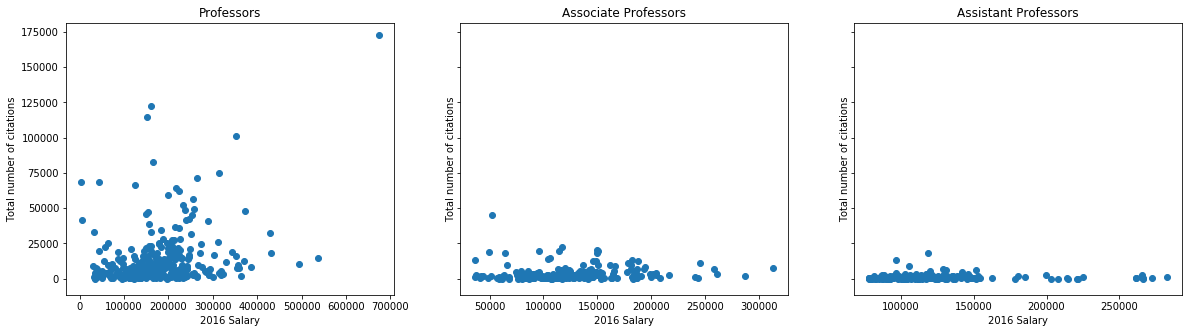 Professors
Total number of citations
175000
150000
125000
100000
75000
50000
25000
0
0 100000 200000 300000 400000 500000 600000 700000
2016 Salary
Associate Professors
Total number of citations
50000 100000 150000 200000 250000 300000
2016 Salary
Assistant Professors
Total number of citations
100000 150000 200000 250000
2016 Salary